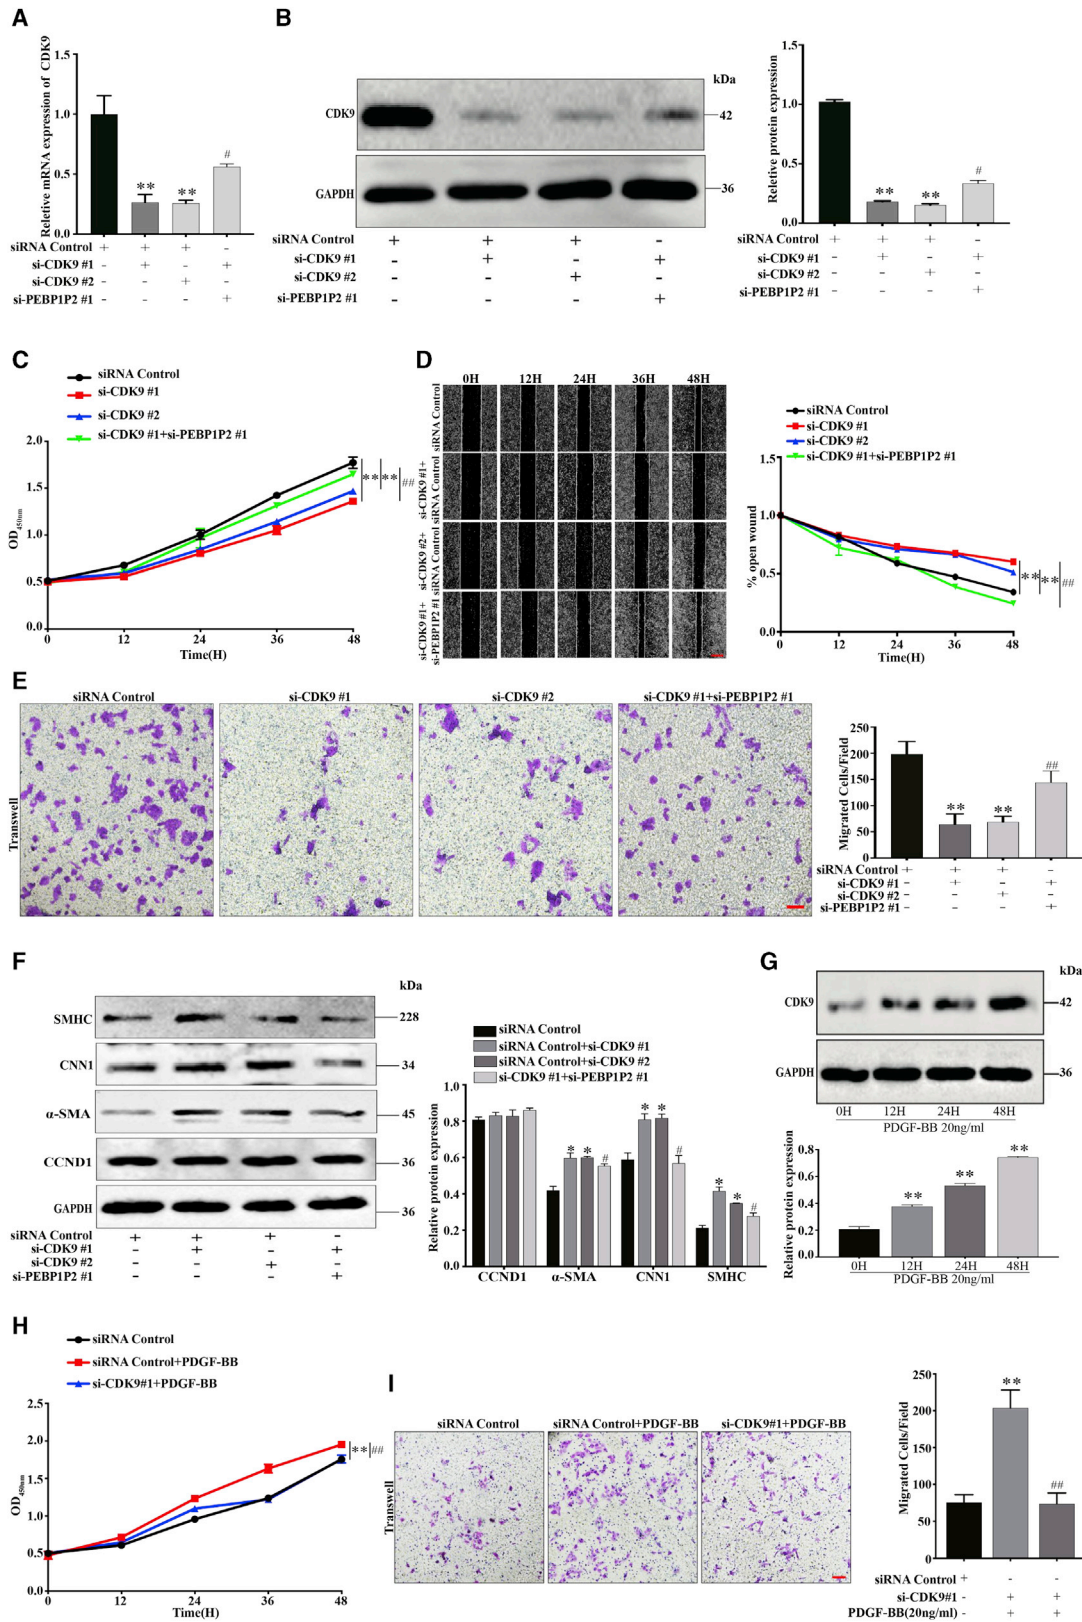 A
Reletive mRNA expression of CDK9
1.5
1.0
0.5
0.0
** ** #
siRNA Control + + + -
si-CDK9 #1 - + - +
si-CDK9 #2 - - + -
si-PEBP1P2 #1 - - - +
B
kDa
CDK9 42
GAPDH 36
siRNA Control + + + -
si-CDK9 #1 - + - +
si-CDK9 #2 - - + -
si-PEBP1P2 #1 - - - +
Reletive protein expression
1.5
1.0
0.5
0.0
** ** #
siRNA Control + + + -
si-CDK9 #1 - + - +
si-CDK9 #2 - - + -
si-PEBP1P2 #1 - - - +
C
siRNA Control
si-CDK9 #1
si-CDK9 #2
si-CDK9 #1+si-PEBP1P2 #1
OD450nm
2.0
1.5
1.0
0.5
0.0
** ** ##
0 12 24 36 48
Time(H)
D
0H 12H 24H 36H 48H
siRNA Control
si-CDK9 #1+
siRNA Control
si-CDK9 #2+
siRNA Control
si-CDK9 #1+
si-PEBP1P2 #1
siRNA Control
si-CDK9 #1
si-CDK9 #2
si-CDK9 #1+si-PEBP1P2 #1
% open wound
1.5
1.0
0.5
0.0
** ** ##
0 12 24 36 48
Time(H)
E
siRNA Control si-CDK9 #1 si-CDK9 #2 si-CDK9 #1+si-PEBP1P2 #1
Transwell
Migrated Cells/Field
250
200
150
100
50
0
** ** ##
siRNA Control + + + -
si-CDK9 #1 - + - +
si-CDK9 #2 - - + -
si-PEBP1P2 #1 - - - +
F
kDa
SMHC 228
CNN1 34
α-SMA 45
CCND1 36
GAPDH 36
siRNA Control + + + -
si-CDK9 #1 - + - +
si-CDK9 #2 - - + -
si-PEBP1P2 #1 - - - +
siRNA Control
siRNA Control+si-CDK9 #1
siRNA Control+si-CDK9 #2
si-CDK9 #1+si-PEBP1P2 #1
Relative protein expression
1.0
0.8
0.6
0.4
0.2
0.0
* * # * * # * * #
CCND1 α-SMA CNN1 SMHC
G
kDa
CDK9 42
GAPDH 36
0H 12H 24H 48H
PDGF-BB 20ng/ml
Relative protein expression
0.8
0.6
0.4
0.2
0.0
** ** **
0H 12H 24H 48H
PDGF-BB 20ng/ml
H
siRNA Control
siRNA Control+PDGF-BB
si-CDK9#1+PDGF-BB
OD450nm
2.5
2.0
1.5
1.0
0.5
0.0
** ##
0 12 24 36 48
Time(H)
I
siRNA Control siRNA Control+PDGF-BB si-CDK9#1+PDGF-BB
Transwell
Migrated Cells/Field
250
200
150
100
50
0
** ##
siRNA Control + - -
si-CDK9#1 - + +
PDGF-BB(20ng/ml) - + +